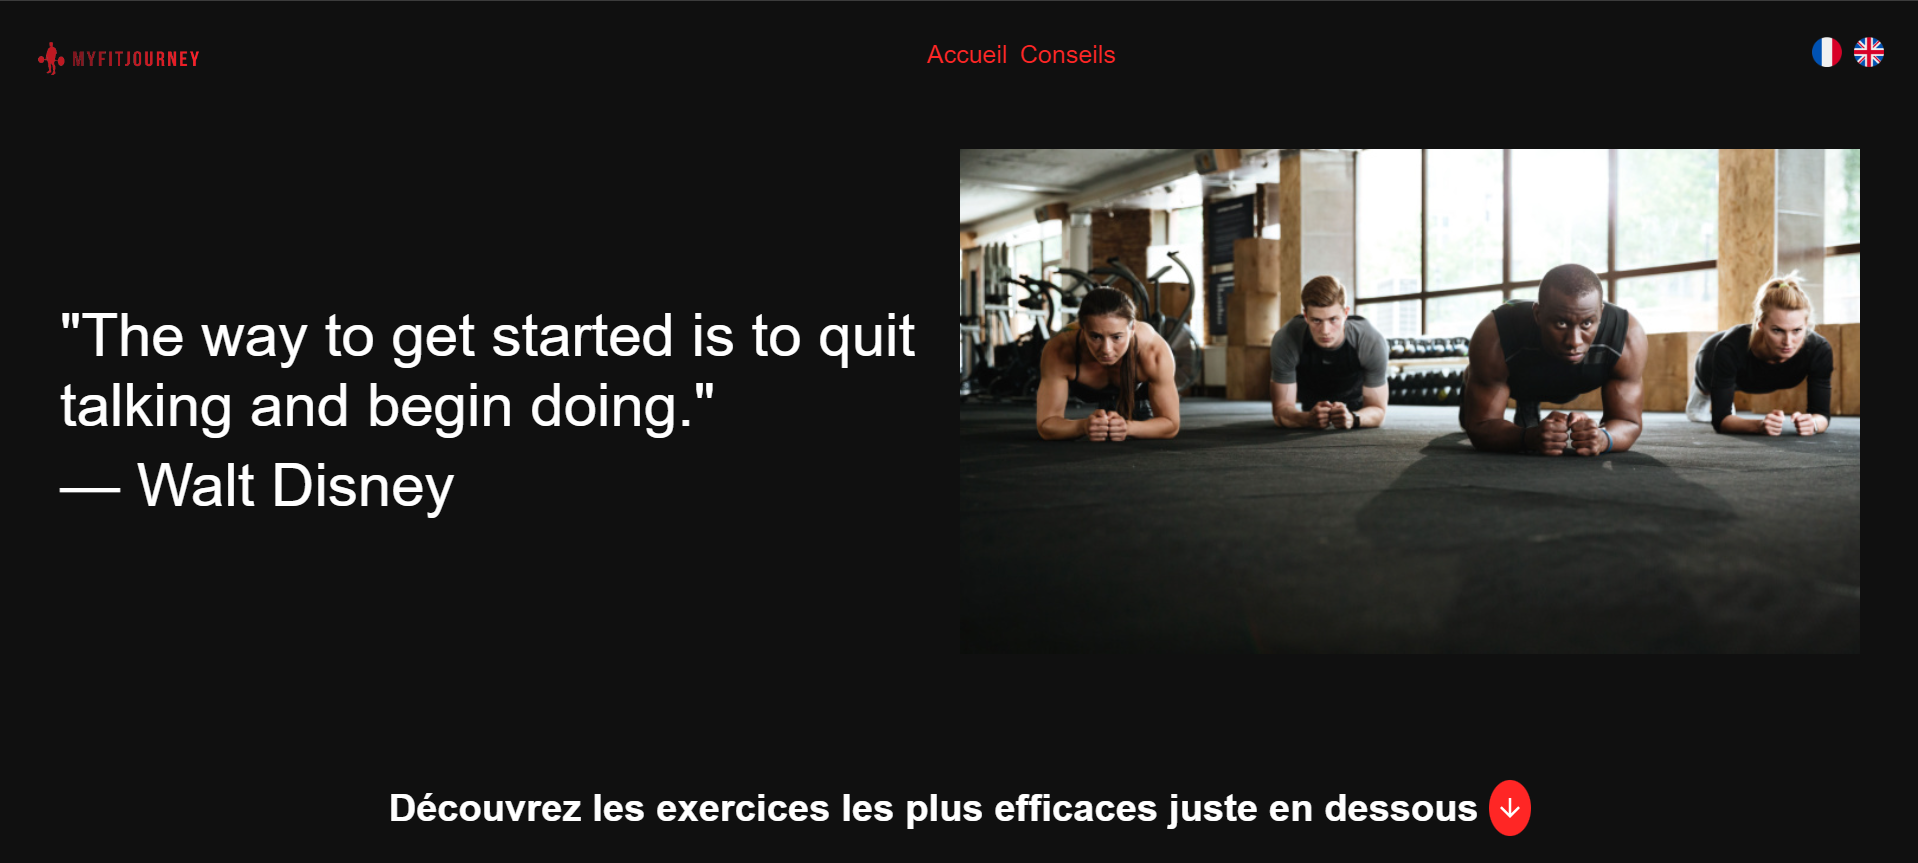 MYFITJOURNEY
Accueil Conseils
"The way to get started is to quit
talking and begin doing."
— Walt Disney
Découvrez les exercices les plus efficaces juste en dessous